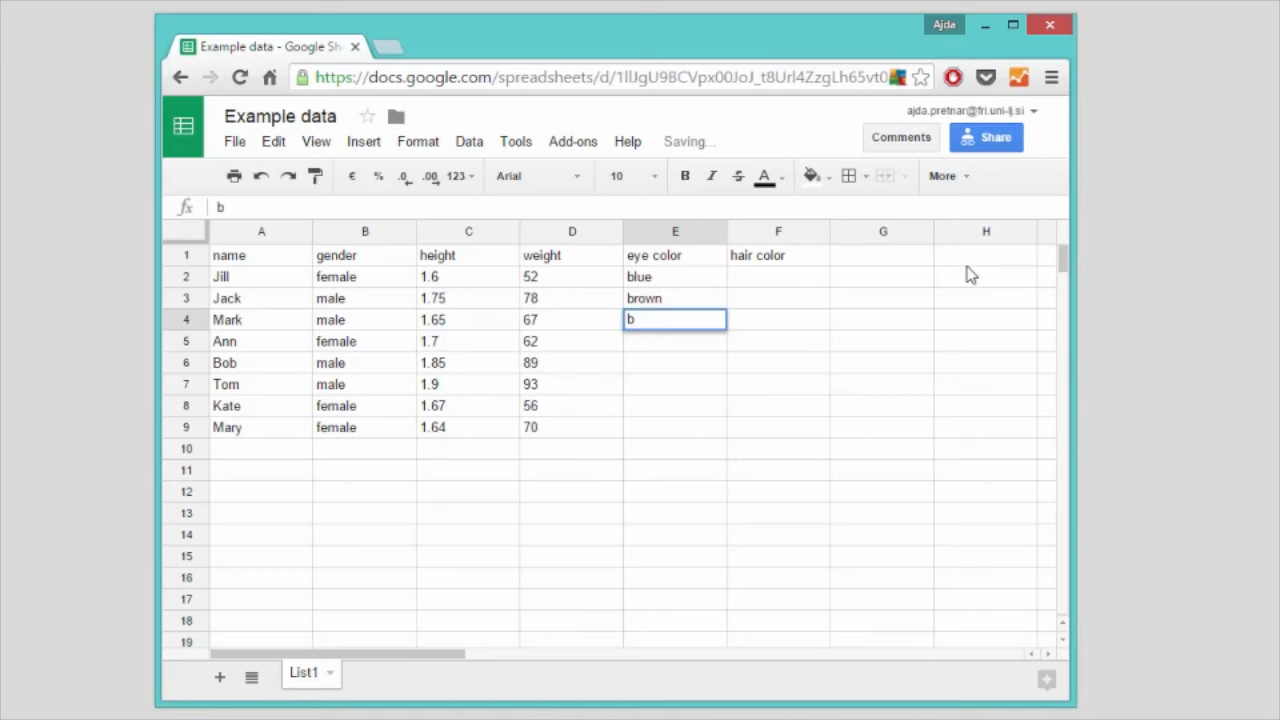 Ajda
Example data - Google Sh
https://docs.google.com/spreadsheets/d/
Example data
ajda.pretnar@fri.uni-lj.si
File Edit View Insert Format Data Tools Add-ons Help Saving...
Comments Share
€ % .0 .00 123 Arial 10 B I S A More
fx b
A B C D E F G H
1 name gender height weight eye color hair color
2 Jill female 1.6 52 blue
3 Jack male 1.75 78 brown
4 Mark male 1.65 67 b
5 Ann female 1.7 62
6 Bob male 1.85 89
7 Tom male 1.9 93
8 Kate female 1.67 56
9 Mary female 1.64 70
10
11
12
13
14
15
16
17
18
19
List1